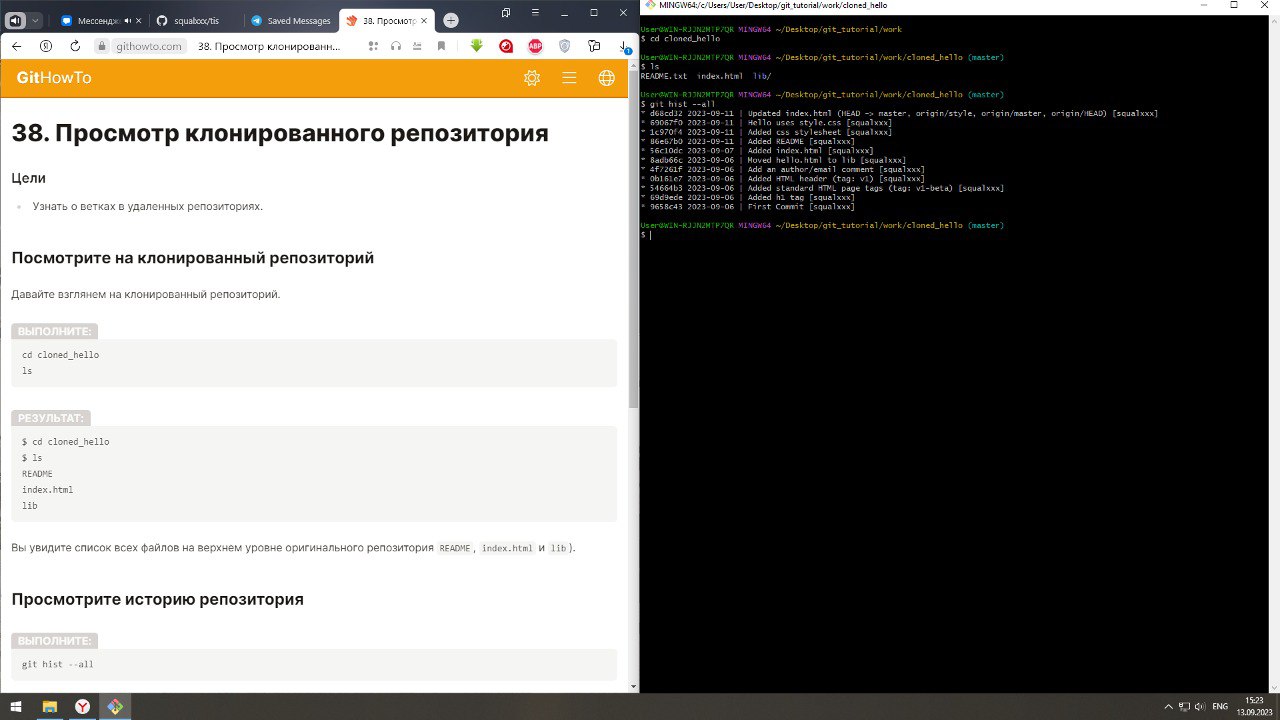 Мессендж
squalxxx/tis
Saved Messages
38. Просмотр
githowto.com
38. Просмотр клонированн...
ABP
1
GitHowTo
38. Просмотр клонированного репозитория
Цели
Узнать о ветках в удаленных репозиториях.
Посмотрите на клонированный репозиторий
Давайте взглянем на клонированный репозиторий.
ВЫПОЛНИТЕ:
cd cloned_hello
ls
РЕЗУЛЬТАТ:
$ cd cloned_hello
$ ls
README
index.html
lib
Вы увидите список всех файлов на верхнем уровне оригинального репозитория README, index.html и lib ).
Просмотрите историю репозитория
ВЫПОЛНИТЕ:
git hist --all
MINGW64:/c/Users/User/Desktop/git_tutorial/work/cloned_hello
User@WIN-RJJN2MTP7QR MINGW64 ~/Desktop/git_tutorial/work
$ cd cloned_hello
User@WIN-RJJN2MTP7QR MINGW64 ~/Desktop/git_tutorial/work/cloned_hello (master)
$ ls
README.txt index.html lib/
User@WIN-RJJN2MTP7QR MINGW64 ~/Desktop/git_tutorial/work/cloned_hello (master)
$ git hist --all
* d68cd32 2023-09-11 | Updated index.html (HEAD -> master, origin/style, origin/master, origin/HEAD) [squalxxx]
* 69067f0 2023-09-11 | Hello uses style.css [squalxxx]
* 1c970f4 2023-09-11 | Added css stylesheet [squalxxx]
* 86e67b0 2023-09-11 | Added README [squalxxx]
* 56c10dc 2023-09-07 | Added index.html [squalxxx]
* 8adb66c 2023-09-06 | Moved hello.html to lib [squalxxx]
* 4f7261f 2023-09-06 | Add an author/email comment [squalxxx]
* 0b161e7 2023-09-06 | Added HTML header (tag: v1) [squalxxx]
* 54664b3 2023-09-06 | Added standard HTML page tags (tag: v1-beta) [squalxxx]
* 69d9ede 2023-09-06 | Added h1 tag [squalxxx]
* 9658c43 2023-09-06 | First Commit [squalxxx]
User@WIN-RJJN2MTP7QR MINGW64 ~/Desktop/git_tutorial/work/cloned_hello (master)
$
ENG
15:23
13.09.2023